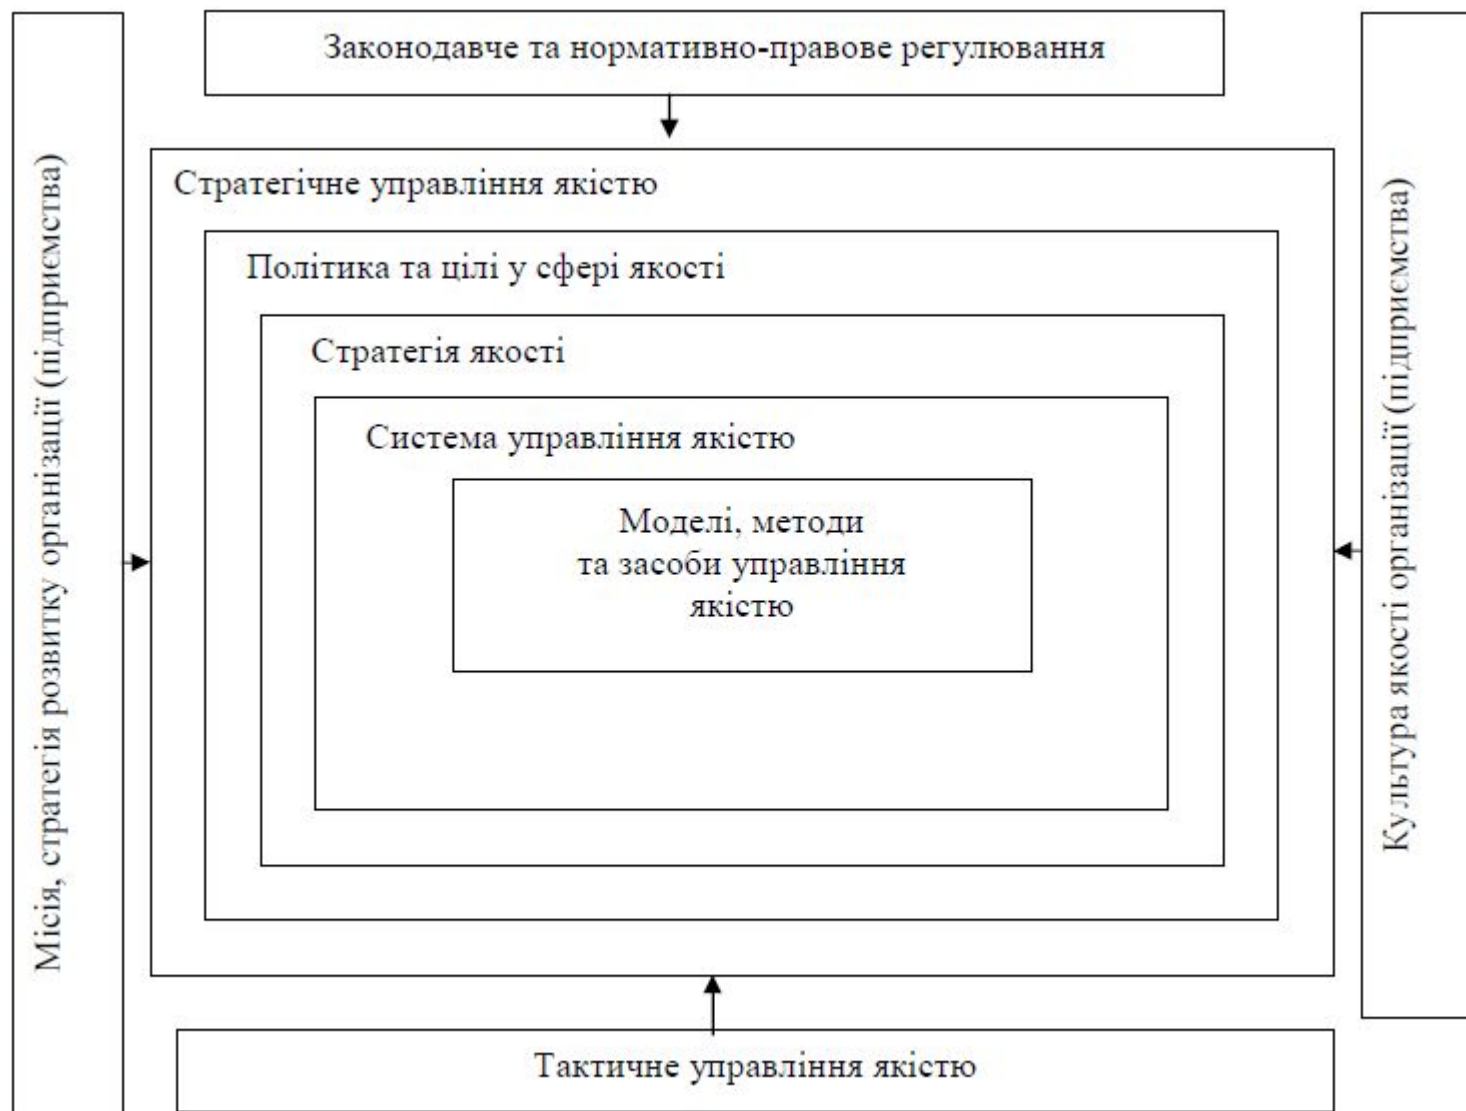 Законодавче та нормативно-правове регулювання
Місія, стратегія розвитку організації (підприємства)
Стратегічне управління якістю
Політика та цілі у сфері якості
Стратегія якості
Система управління якістю
Моделі, методи
та засоби управління
якістю
Культура якості організації (підприємства)
Тактичне управління якістю